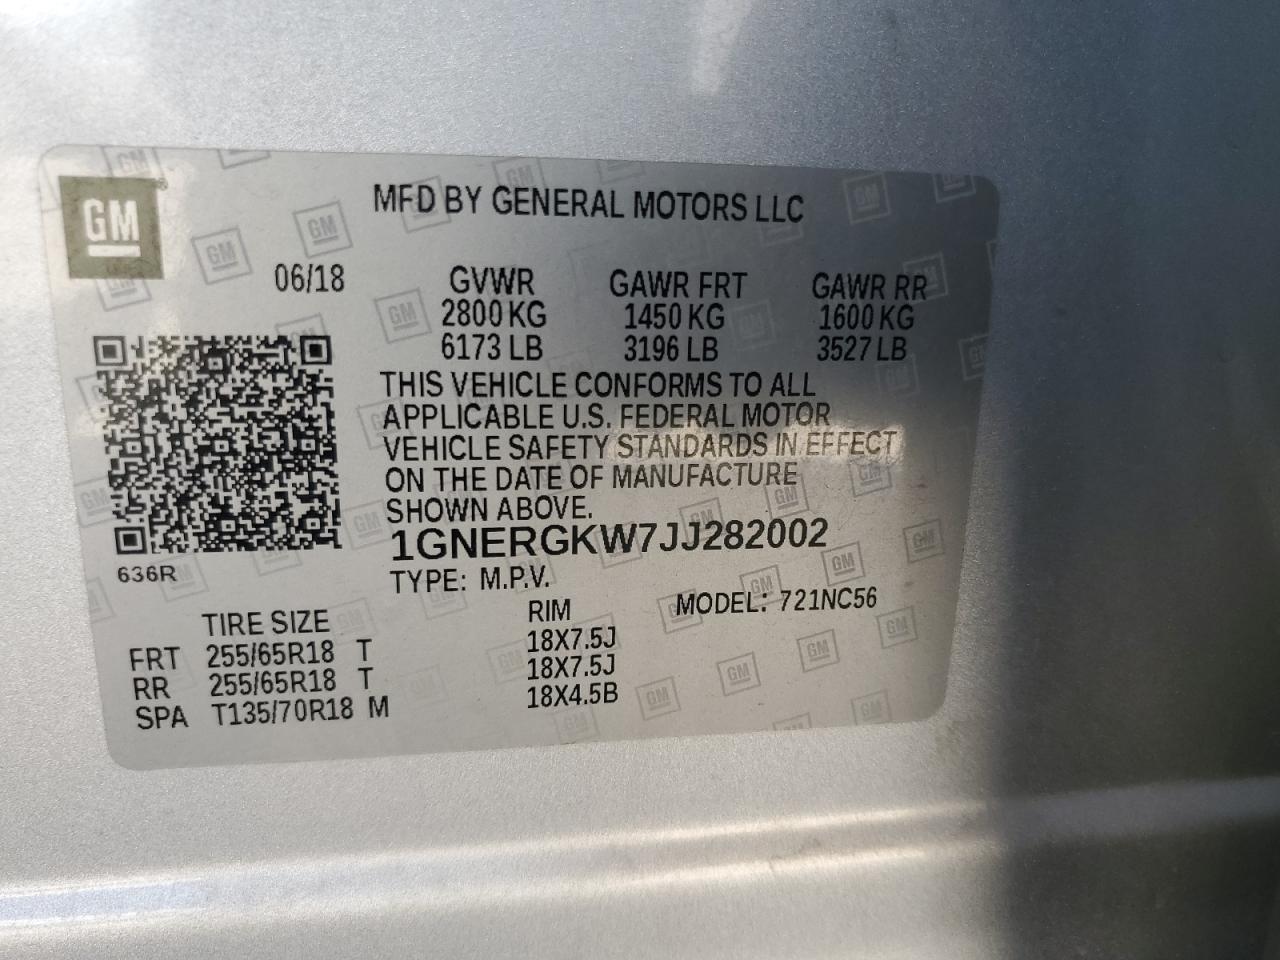 GM
MFD BY GENERAL MOTORS LLC
06/18 GVWR GAWR FRT GAWR RR
2800 KG 1450 KG 1600 KG
6173 LB 3196 LB 3527 LB
THIS VEHICLE CONFORMS TO ALL
APPLICABLE U.S. FEDERAL MOTOR
VEHICLE SAFETY STANDARDS IN EFFECT
ON THE DATE OF MANUFACTURE
SHOWN ABOVE.
1GNERGKW7JJ282002
636R
TYPE: M.P.V.
MODEL: 721NC56
TIRE SIZE RIM
FRT 255/65R18 T 18X7.5J
RR 255/65R18 T 18X7.5J
SPA T135/70R18 M 18X4.5B